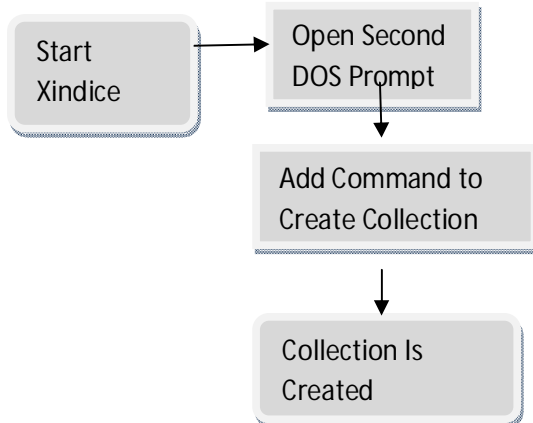 Start
Xindice
Open Second
DOS Prompt
Add Command to
Create Collection
Collection Is
Created